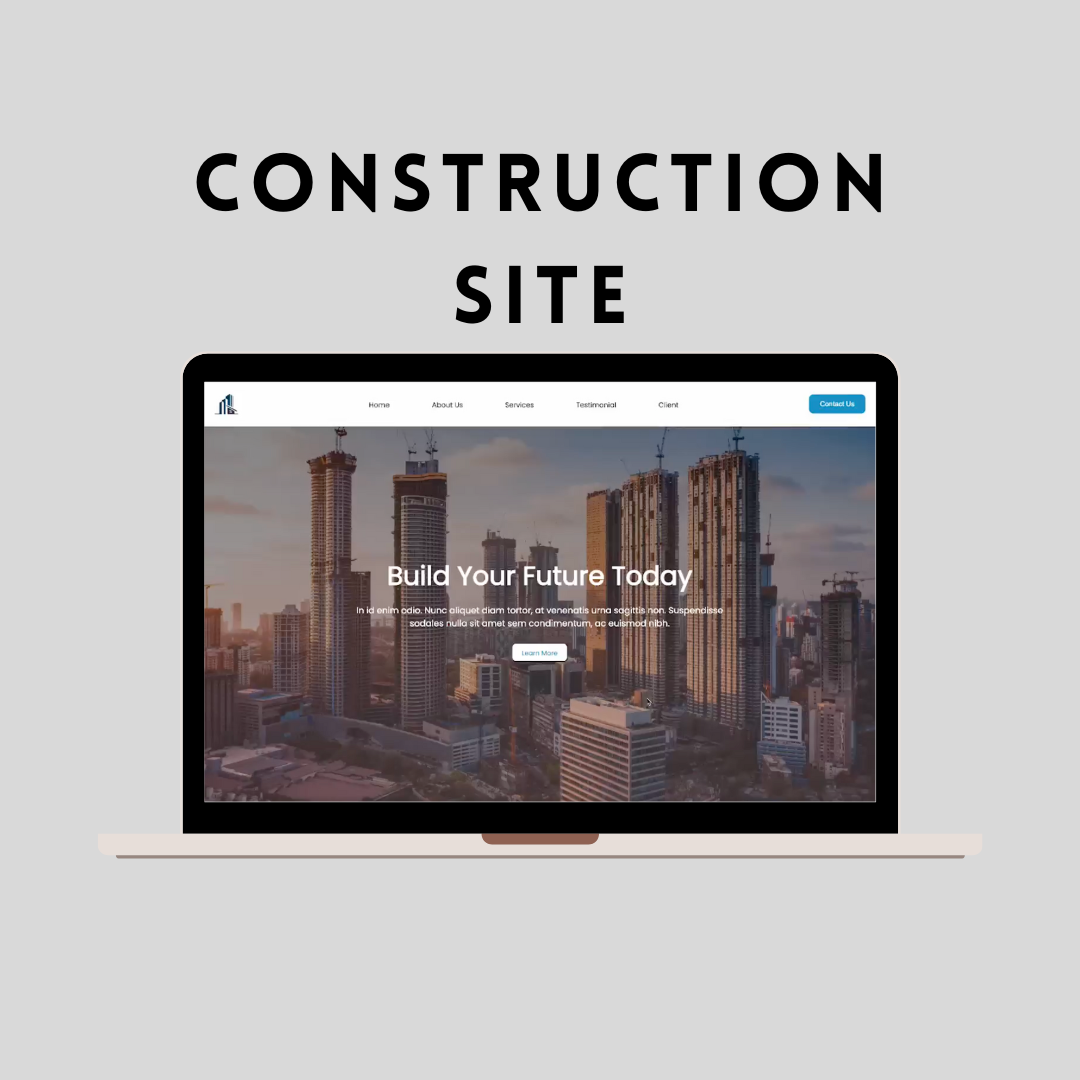 CONSTRUCTION
SITE
Home About Us Services Testimonial Client Contact Us
Build Your Future Today
In id enim odio. Nunc aliquet diam tortor, at venenatis urna sagittis non. Suspendisse
sodales nulla sit amet sem condimentum, ac euismod nibh.
Learn More